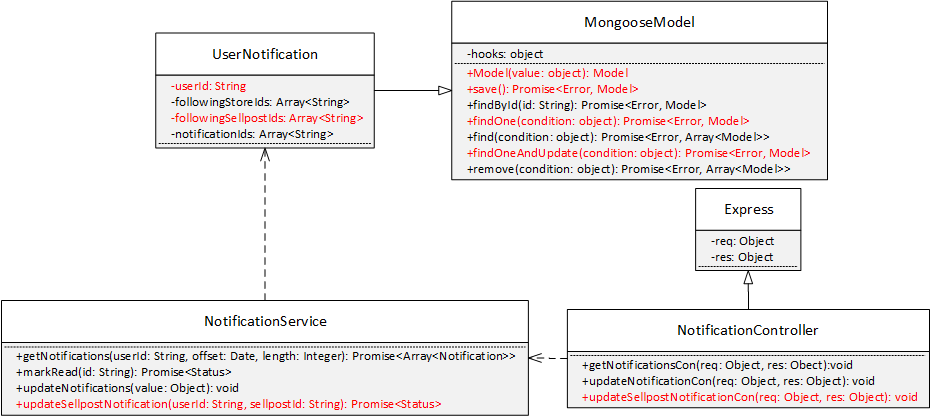 MongooseModel
-hooks: object
+Model(value: object): Model
+save(): Promise<Error, Model>
+findById(id: String): Promise<Error, Model>
+findOne(condition: object): Promise<Error, Model>
+find(condition: object): Promise<Error, Array<Model>>
+findOneAndUpdate(condition: object): Promise<Error, Model>
+remove(condition: object): Promise<Error, Array<Model>>
UserNotification
-userId: String
-followingStoreIds: Array<String>
-followingSellpostIds: Array<String>
-notificationIds: Array<String>
Express
-req: Object
-res: Object
NotificationService
+getNotifications(userId: String, offset: Date, length: Integer): Promise<Array<Notification>>
+markRead(id: String): Promise<Status>
+updateNotifications(value: Object): void
+updateSellpostNotification(userId: String, sellpostId: String): Promise<Status>
NotificationController
+getNotificationsCon(req: Object, res: Obect):void
+updateNotificationCon(req: Object, res: Object): void
+updateSellpostNotificationCon(req: Object, res: Object): void